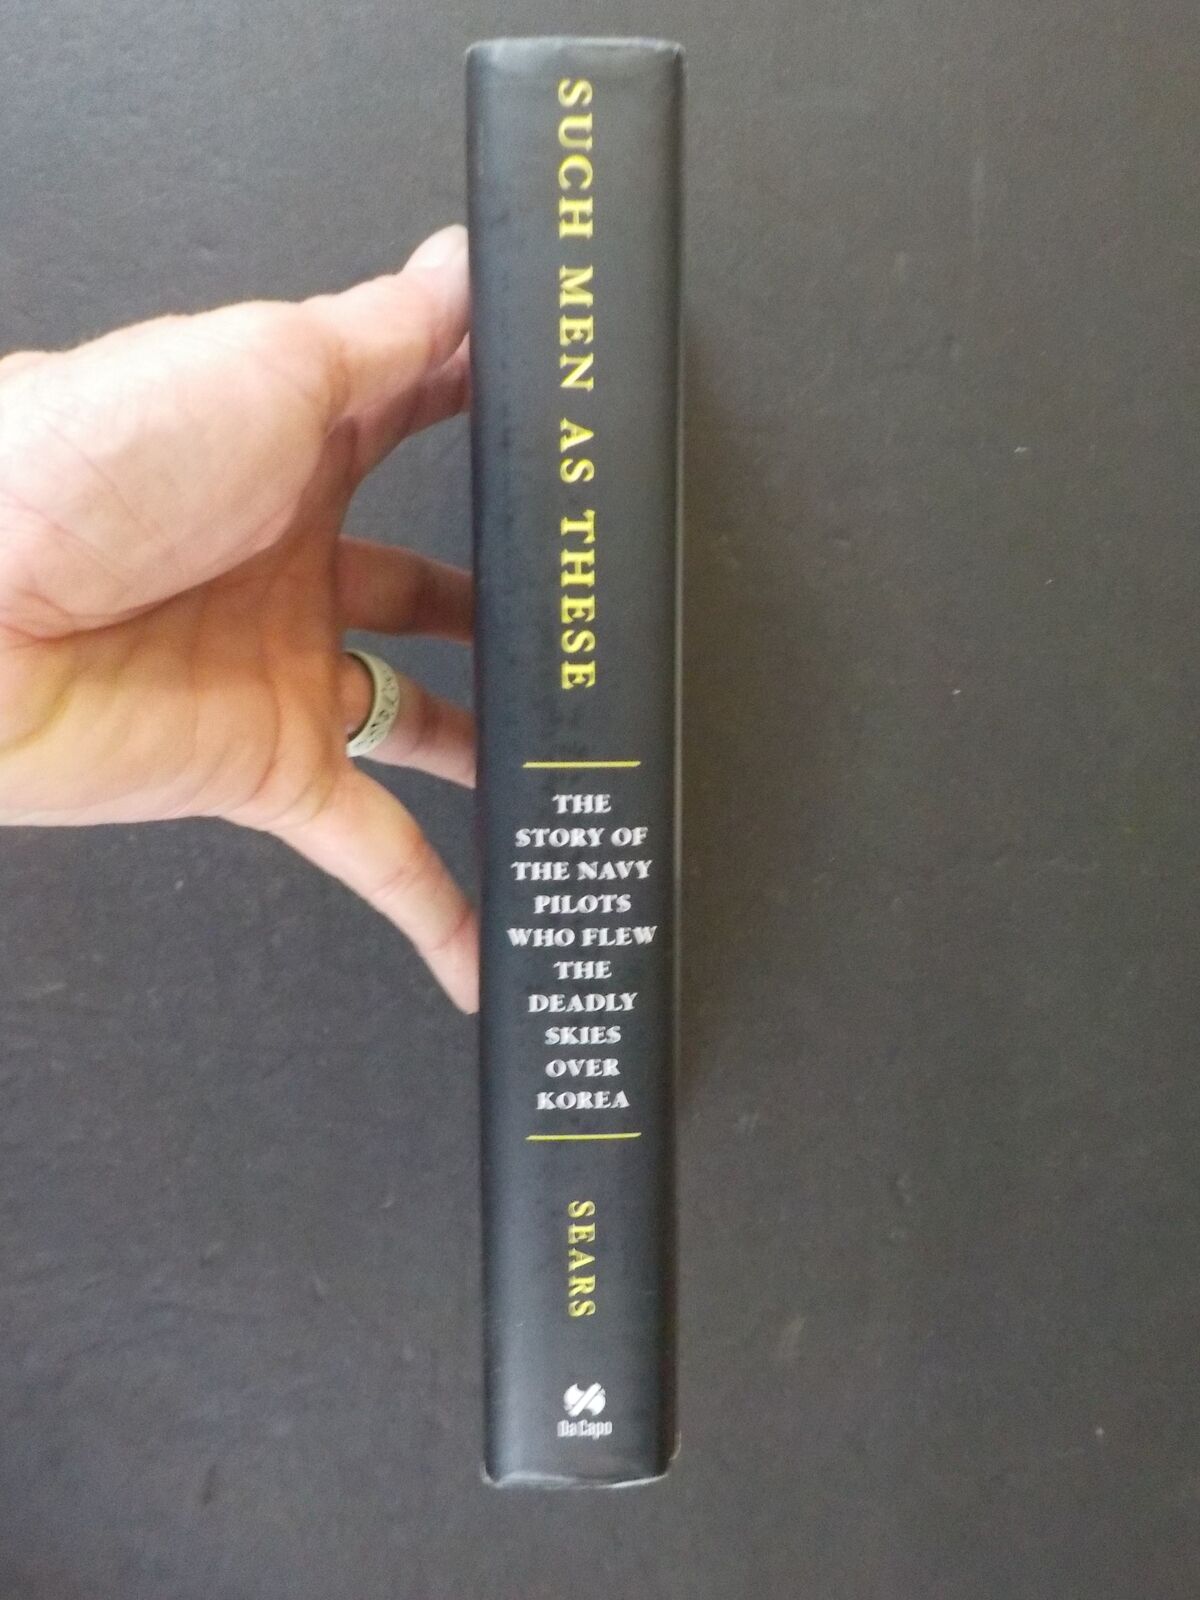 SUCH MEN AS THESE
THE
STORY OF
THE NAVY
PILOTS
WHO FLEW
THE
DEADLY
SKIES
OVER
KOREA
SEARS
Da Capo